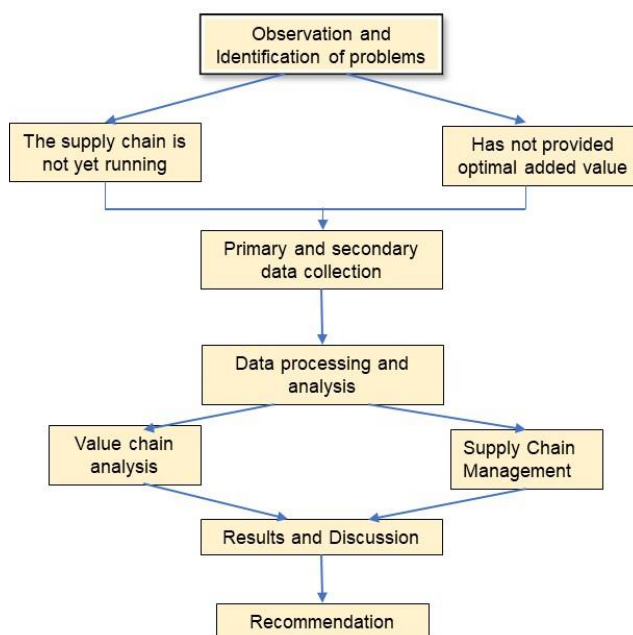 Observation and
Identification of problems
The supply chain is
not yet running
Has not provided
optimal added value
Primary and secondary
data collection
Data processing and
analysis
Value chain
analysis
Supply Chain
Management
Results and Discussion
Recommendation